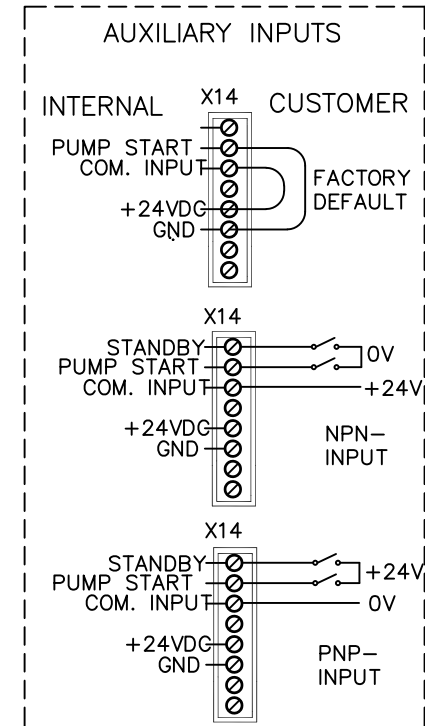 AUXILIARY INPUTS
INTERNAL X14 CUSTOMER
PUMP START
COM. INPUT
FACTORY
DEFAULT
+24VDC
GND
X14
STANDBY
PUMP START
0V
COM. INPUT
+24V
+24VDC
GND
NPN-
INPUT
X14
STANDBY
PUMP START
+24V
COM. INPUT
0V
+24VDC
GND
PNP-
INPUT